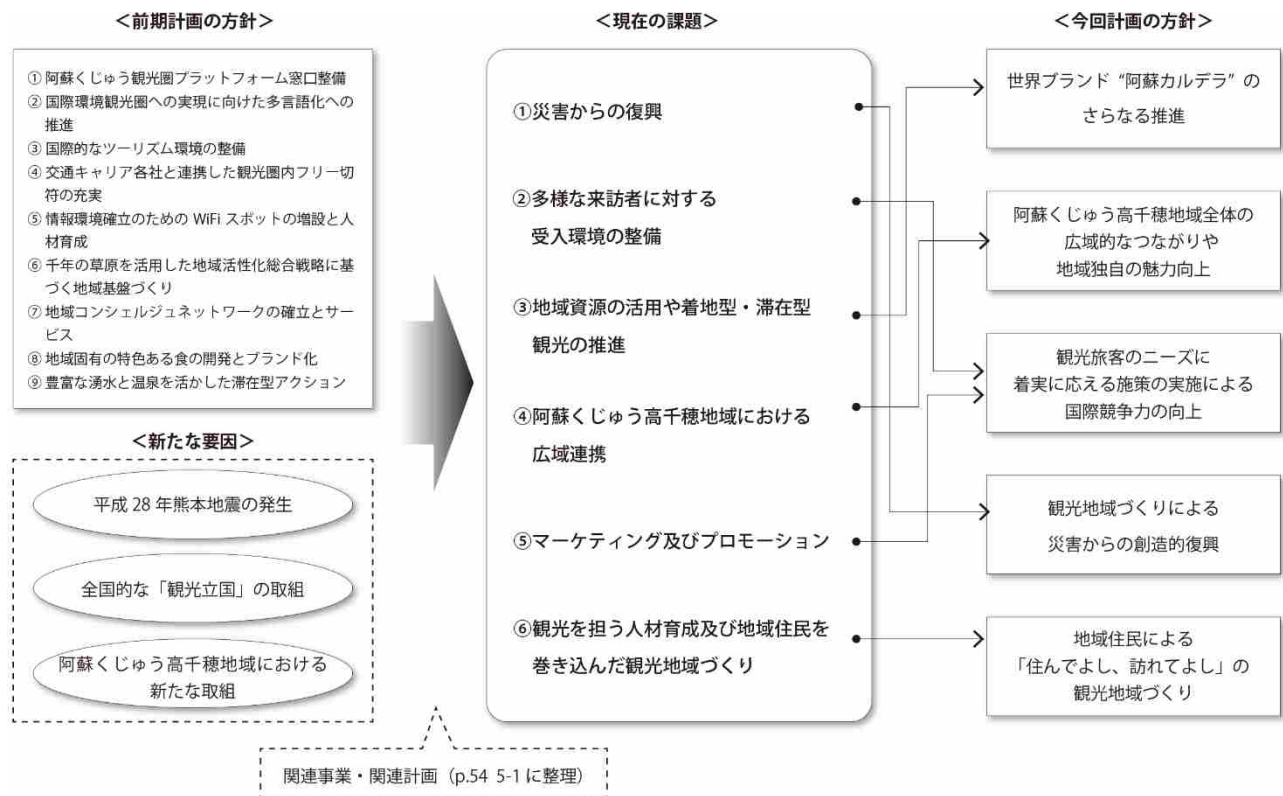 ＜前期計画の方針＞
①阿蘇くじゅう観光圏プラットフォーム窓口整備
②国際環境観光圏への実現に向けた多言語化への
推進
③国際的なツーリズム環境の整備
④交通キャリア各社と連携した観光圏内フリー切
符の充実
⑤情報環境確立のための WiFi スポットの増設と人
材育成
⑥千年の草原を活用した地域活性化総合戦略に基
づく地域基盤づくり
⑦地域コンシェルジュネットワークの確立とサー
ビス
⑧地域固有の特色ある食の開発とブランド化
⑨豊富な湧水と温泉を活かした滞在型アクション
＜新たな要因＞
平成 28 年熊本地震の発生
全国的な「観光立国」の取組
阿蘇くじゅう高千穂地域における
新たな取組
関連事業・関連計画（p.54 5-1 に整理）
＜現在の課題＞
①災害からの復興
②多様な来訪者に対する
受入環境の整備
③地域資源の活用や着地型・滞在型
観光の推進
④阿蘇くじゅう高千穂地域における
広域連携
⑤マーケティング及びプロモーション
⑥観光を担う人材育成及び地域住民を
巻き込んだ観光地域づくり
＜今回計画の方針＞
世界ブランド“阿蘇カルデラ”の
さらなる推進
阿蘇くじゅう高千穂地域全体の
広域的なつながりや
地域独自の魅力向上
観光旅客のニーズに
着実に応える施策の実施による
国際競争力の向上
観光地域づくりによる
災害からの創造的復興
地域住民による
「住んでよし、訪れてよし」の
観光地域づくり